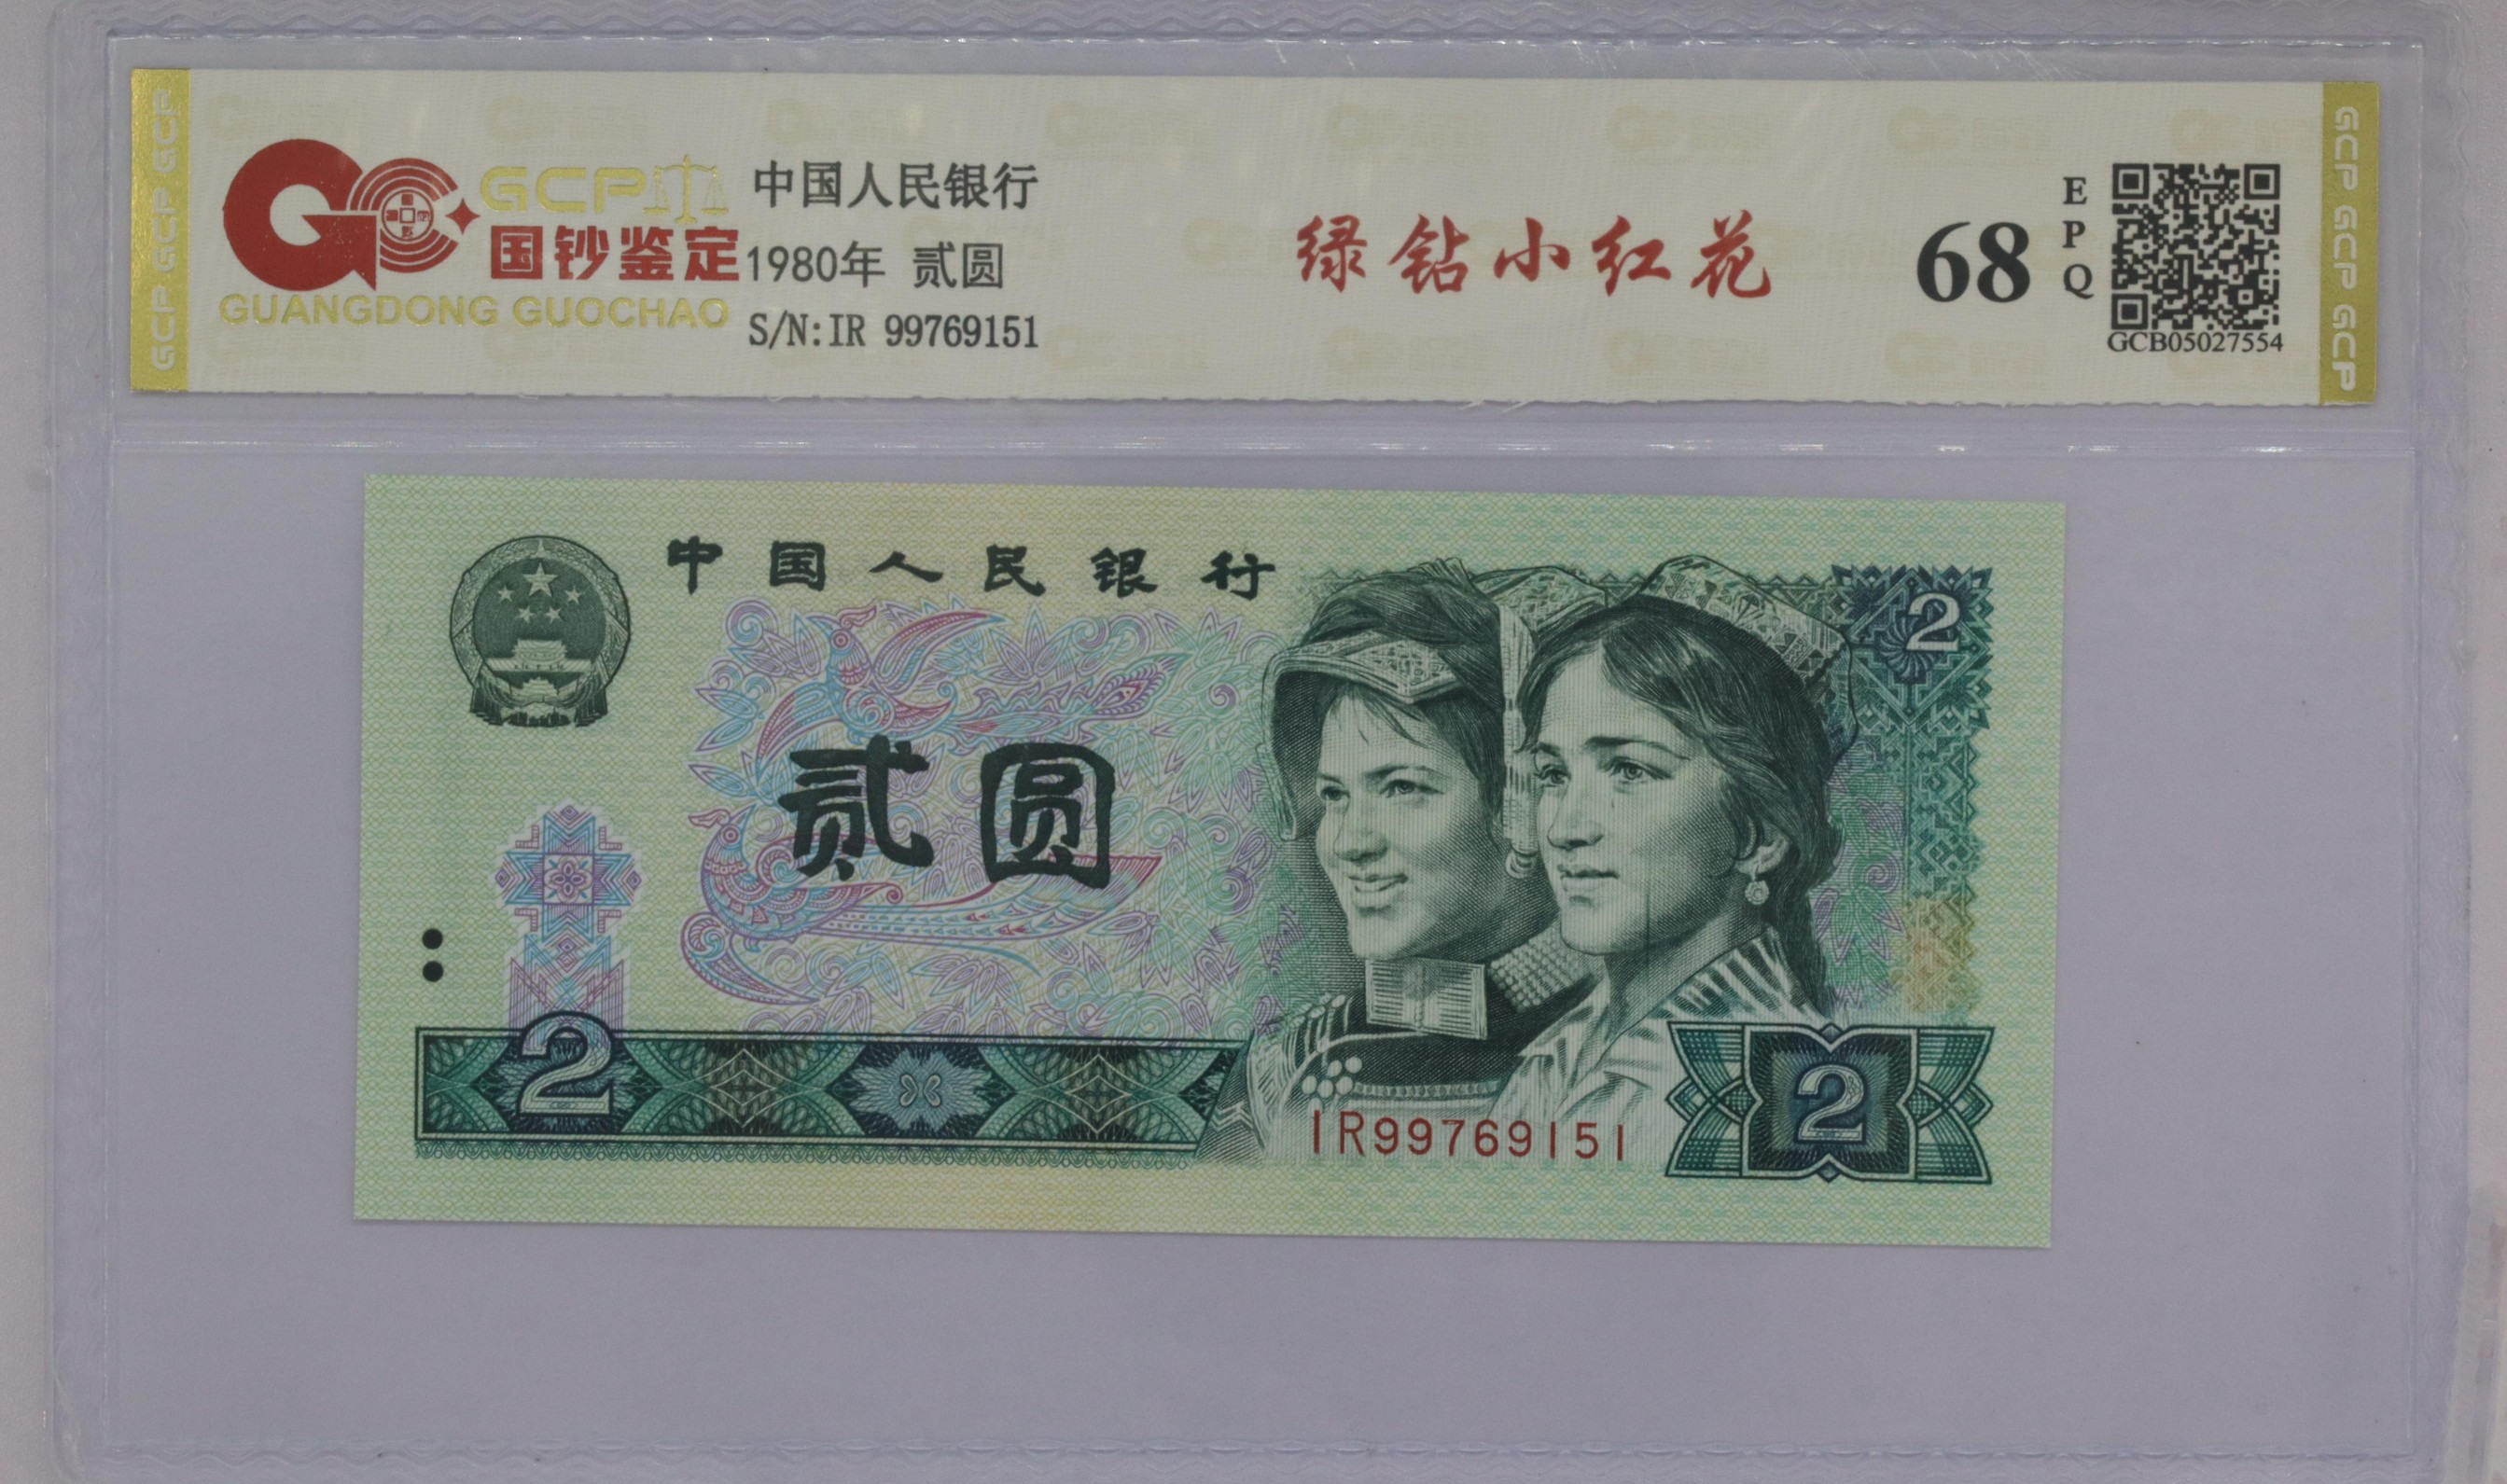 GCP GCP GCP
GCP
国钞鉴定
GUANGDONG GUOCHAO
中国人民银行
1980年 贰圆
S/N:IR 99769151
绿钻小红花
68
EPQ
GCB05027554
GCP GCP GCP
中国人民银行
2
贰圆
2
IR99769151
2